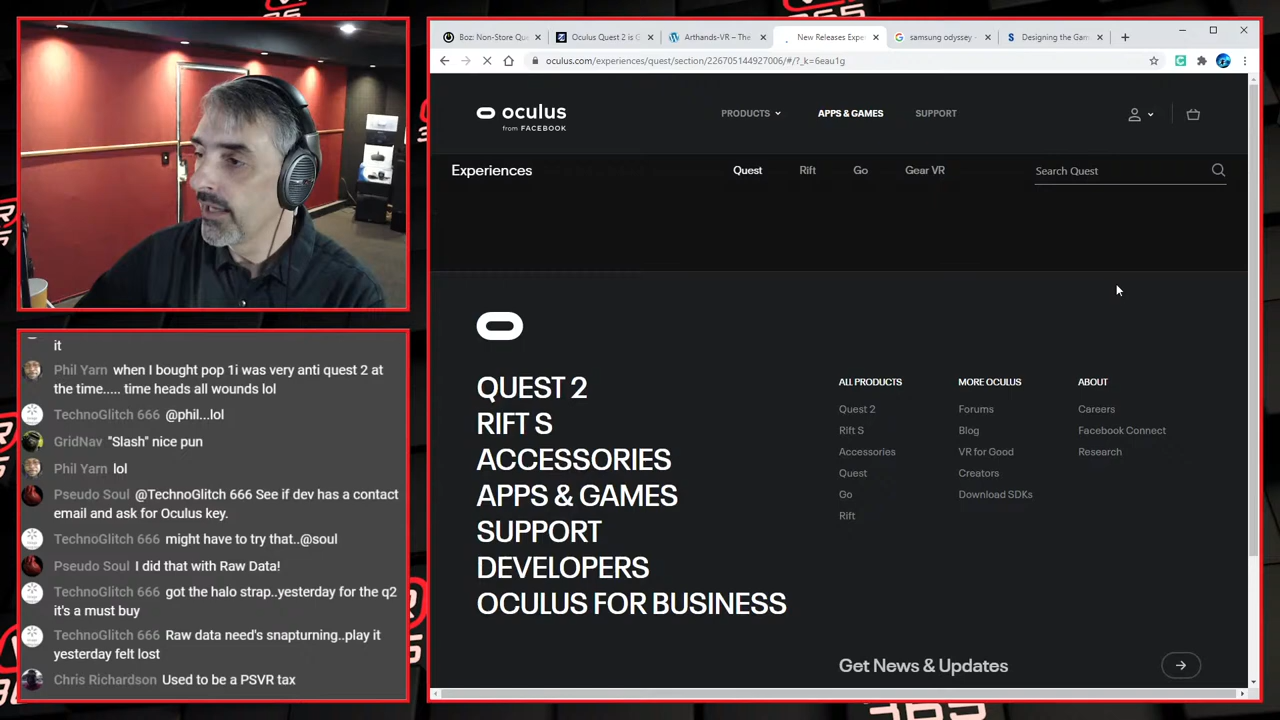 Boz: Non-Store Que
Oculus Quest 2 is G
Arthands-VR – The
New Releases Expe
samsung odyssey -
Designing the Gam
oculus.com/experiences/quest/section/226705144927006/#/?_k=6eau1g
oculus
from FACEBOOK
PRODUCTS
APPS & GAMES
SUPPORT
Experiences
Quest
Rift
Go
Gear VR
Search Quest
QUEST 2
RIFT S
ACCESSORIES
APPS & GAMES
SUPPORT
DEVELOPERS
OCULUS FOR BUSINESS
ALL PRODUCTS
Quest 2
Rift S
Accessories
Quest
Go
Rift
MORE OCULUS
Forums
Blog
VR for Good
Creators
Download SDKs
ABOUT
Careers
Facebook Connect
Research
Get News & Updates
it
Phil Yarn when I bought pop 1i was very anti quest 2 at
the time..... time heads all wounds lol
TechnoGlitch 666 @phil...lol
GridNav "Slash" nice pun
Phil Yarn lol
Pseudo Soul @TechnoGlitch 666 See if dev has a contact
email and ask for Oculus key.
TechnoGlitch 666 might have to try that..@soul
Pseudo Soul I did that with Raw Data!
TechnoGlitch 666 got the halo strap..yesterday for the q2
it's a must buy
TechnoGlitch 666 Raw data need's snapturning..play it
yesterday felt lost
Chris Richardson Used to be a PSVR tax
365